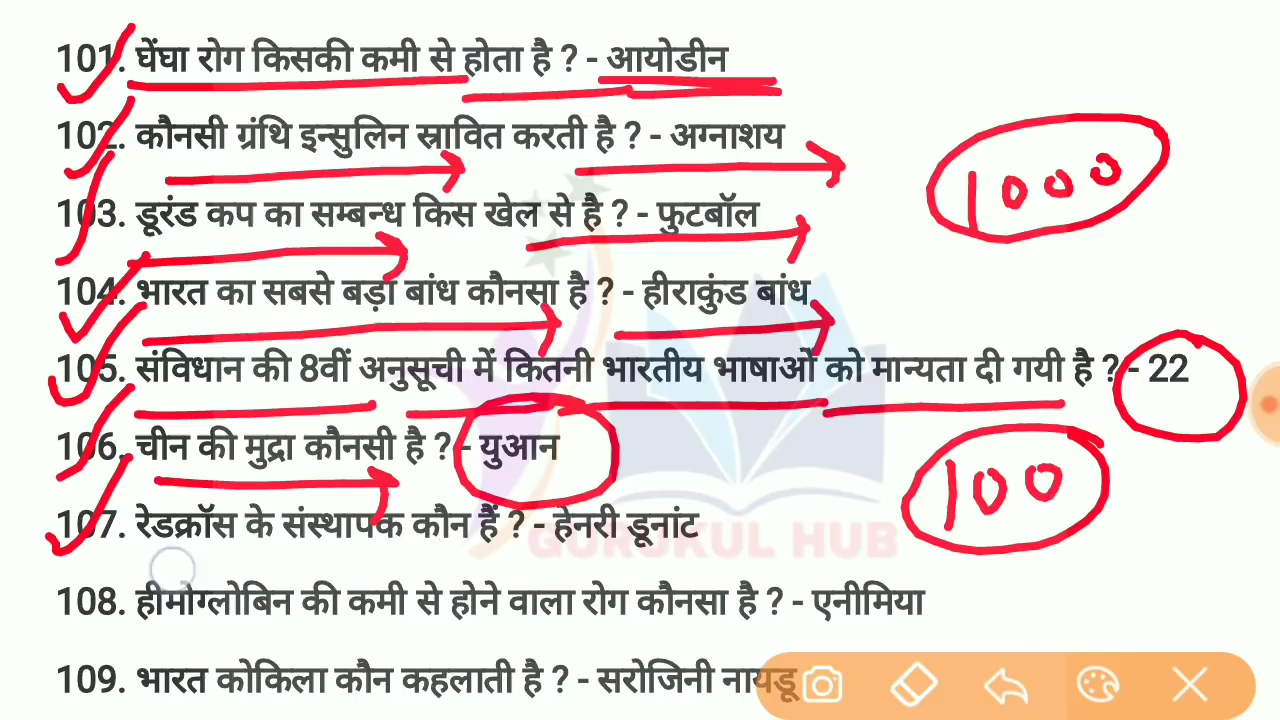 101. घेंघा रोग किसकी कमी से होता है ? - आयोडीन
102. कौनसी ग्रंथि इन्सुलिन स्रावित करती है ? - अग्नाशय
1000
103. डूरंड कप का सम्बन्ध किस खेल से है ? - फुटबॉल
104. भारत का सबसे बड़ा बांध कौनसा है ? - हीराकुंड बांध
105. संविधान की 8वीं अनुसूची में कितनी भारतीय भाषाओं को मान्यता दी गयी है ? - 22
106. चीन की मुद्रा कौनसी है ? - युआन
100
107. रेडक्रॉस के संस्थापक कौन हैं ? - हेनरी डूनांट
GURUKUL HUB
108. हीमोग्लोबिन की कमी से होने वाला रोग कौनसा है ? - एनीमिया
109. भारत कोकिला कौन कहलाती है ? - सरोजिनी नायडू